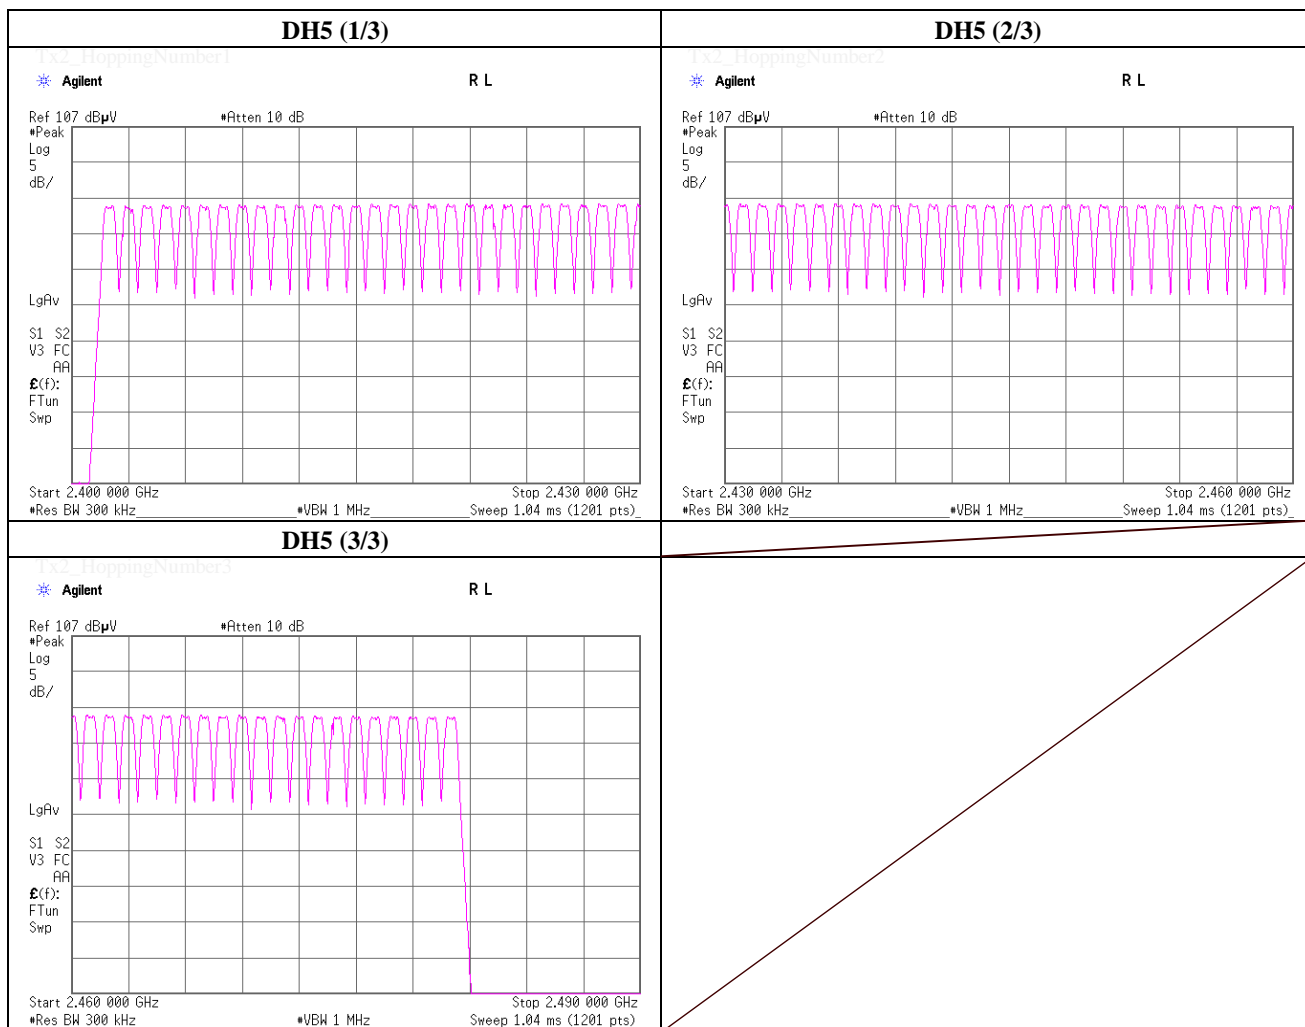 DH5 (1/3)
DH5 (2/3)
Tx2_HoppingNumber1
Agilent
R L
Ref 107 dBµV
#Atten 10 dB
#Peak
Log
5
dB/
LgAv
S1 S2
V3 FC
AA
£(f):
FTun
Swp
Start 2.400 000 GHz
Stop 2.430 000 GHz
#Res BW 300 kHz
#VBW 1 MHz
Sweep 1.04 ms (1201 pts)
Tx2_HoppingNumber2
Agilent
R L
Ref 107 dBµV
#Atten 10 dB
#Peak
Log
5
dB/
LgAv
S1 S2
V3 FC
AA
£(f):
FTun
Swp
Start 2.430 000 GHz
Stop 2.460 000 GHz
#Res BW 300 kHz
#VBW 1 MHz
Sweep 1.04 ms (1201 pts)
DH5 (3/3)
Tx2_HoppingNumber3
Agilent
R L
Ref 107 dBµV
#Atten 10 dB
#Peak
Log
5
dB/
LgAv
S1 S2
V3 FC
AA
£(f):
FTun
Swp
Start 2.460 000 GHz
Stop 2.490 000 GHz
#Res BW 300 kHz
#VBW 1 MHz
Sweep 1.04 ms (1201 pts)